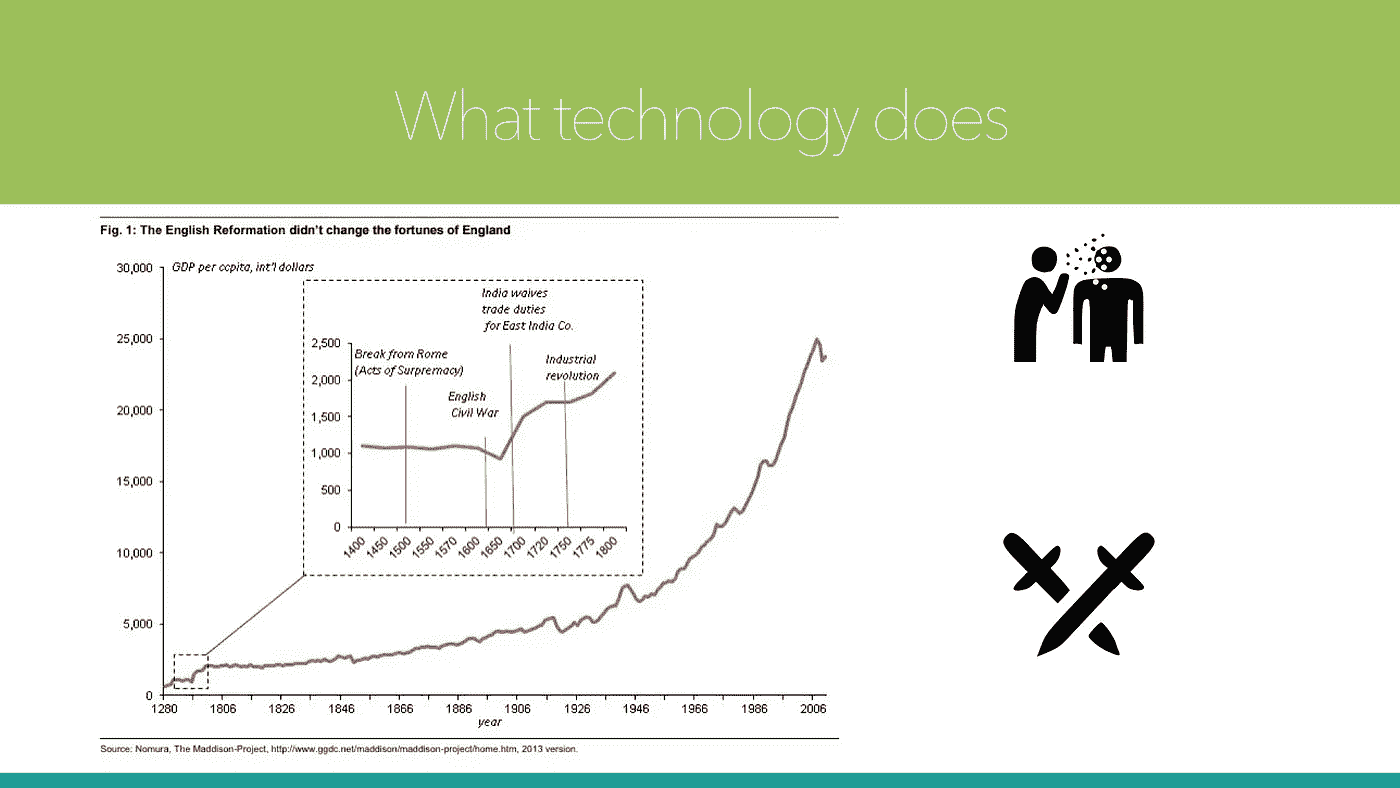 What technology does
Fig. 1: The English Reformation didn't change the fortunes of England
GDP per capita, int'l dollars
30,000
25,000
20,000
15,000
10,000
5,000
0
India waives
trade duties
for East India Co.
2,500
2,000
1,500
1,000
500
0
Break from Rome
(Acts of Surpremacy)
English
Civil War
Industrial
revolution
1400 1450 1500 1550 1570 1600 1650 1700 1720 1750 1775 1800
1280 1806 1826 1846 1866 1886 1906 1926 1946 1966 1986 2006
year
Source: Nomura, The Maddison-Project, http://www.ggdc.net/maddison/maddison-project/home.htm, 2013 version.